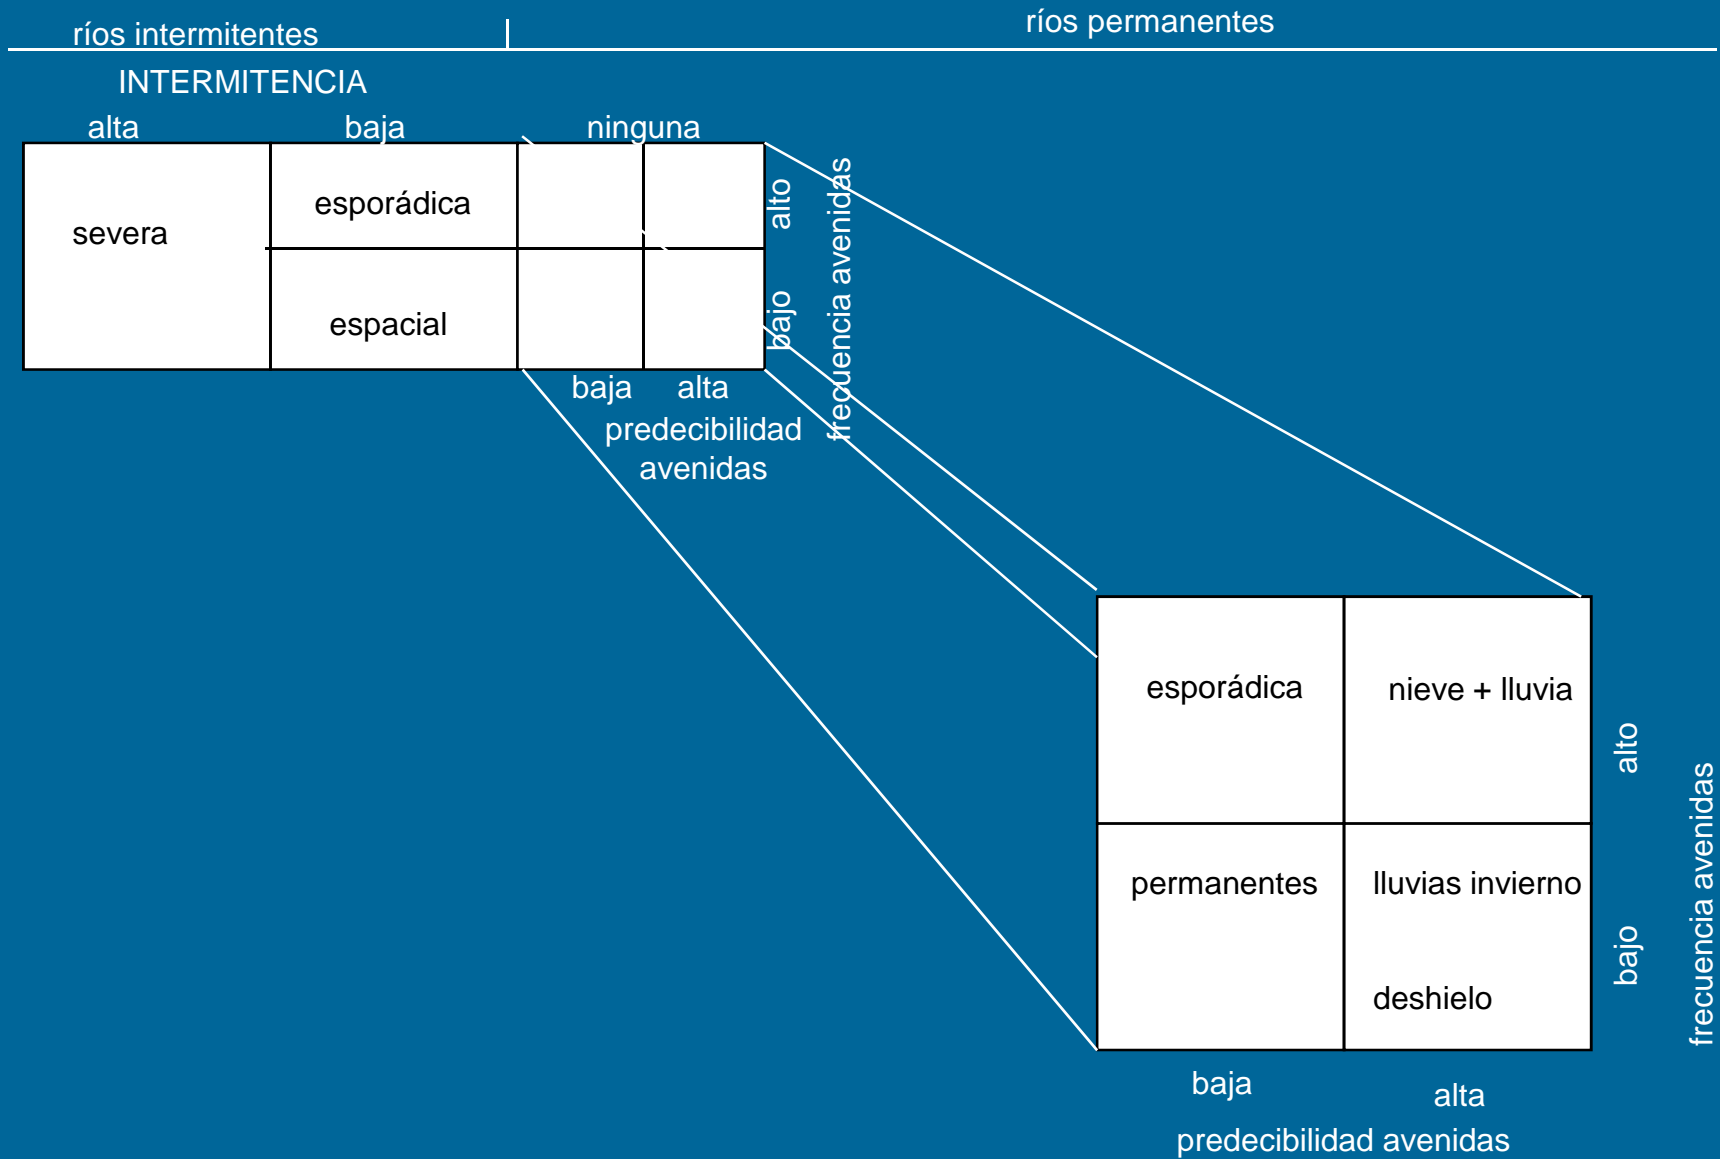 ríos intermitentes
ríos permanentes
INTERMITENCIA
alta
baja
ninguna
severa
esporádica
espacial
alto
bajo
frecuencia avenidas
baja
alta
predecibilidad
avenidas
esporádica
nieve + lluvia
permanentes
lluvias invierno
deshielo
alto
bajo
frecuencia avenidas
baja
alta
predecibilidad avenidas